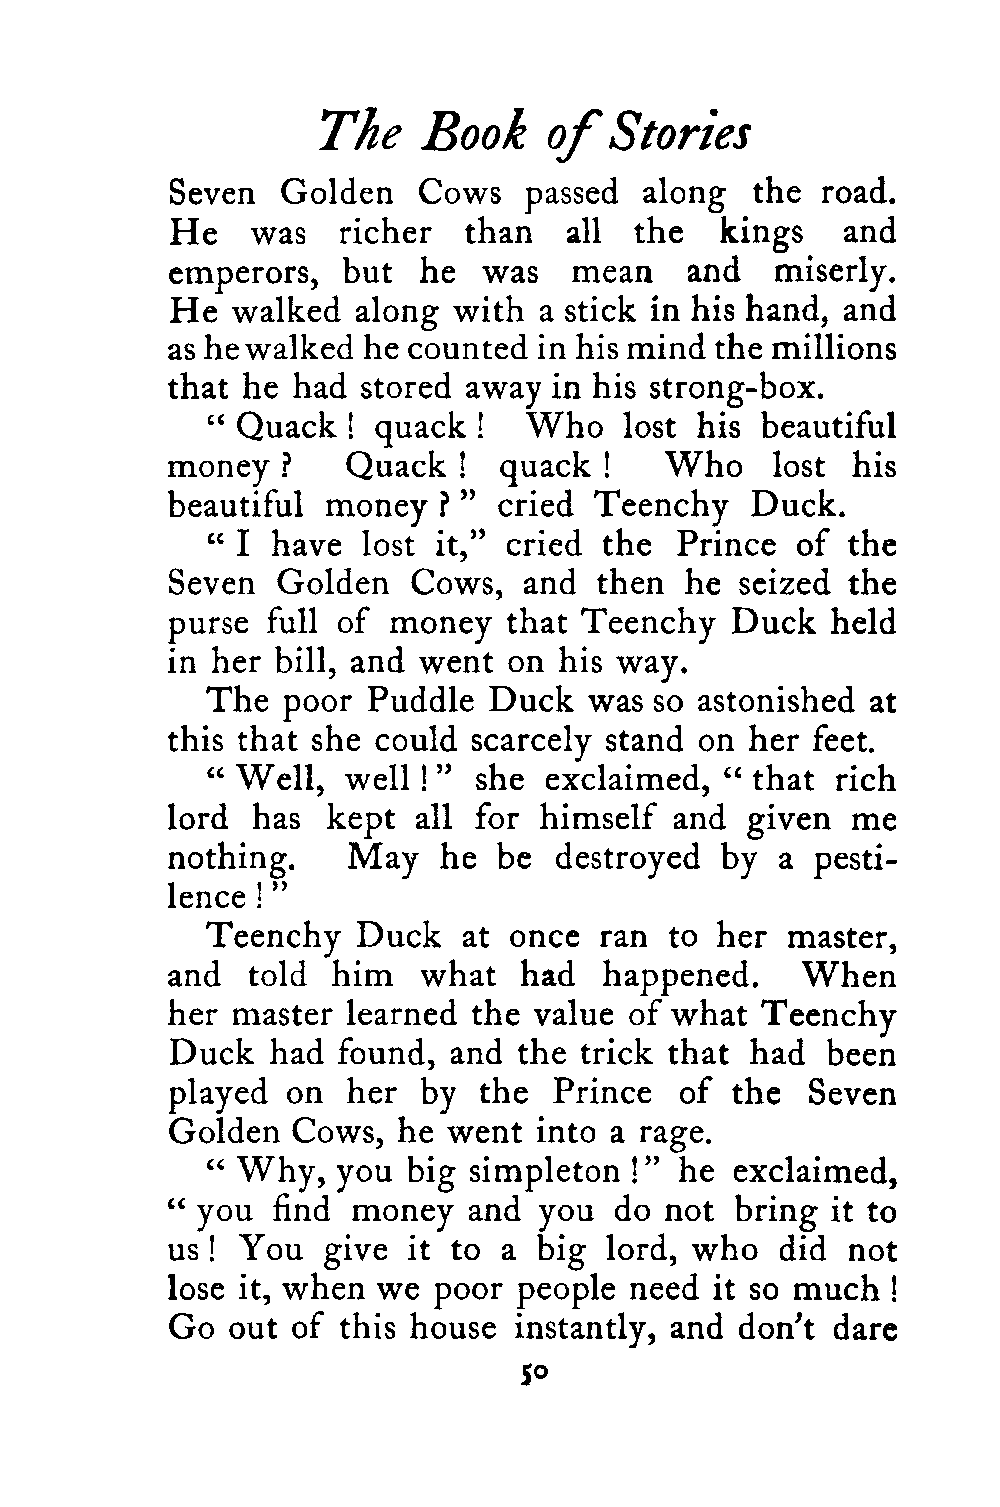 The Book of Stories
Seven Golden Cows passed along the road.
He was richer than all the kings and
emperors, but he was mean and miserly.
He walked along with a stick in his hand, and
as he walked he counted in his mind the millions
that he had stored away in his strong-box.
“ Quack ! quack ! Who lost his beautiful
money ? Quack ! quack ! Who lost his
beautiful money ? ” cried Teenchy Duck.
“ I have lost it,” cried the Prince of the
Seven Golden Cows, and then he seized the
purse full of money that Teenchy Duck held
in her bill, and went on his way.
The poor Puddle Duck was so astonished at
this that she could scarcely stand on her feet.
“ Well, well ! ” she exclaimed, “ that rich
lord has kept all for himself and given me
nothing. May he be destroyed by a pesti-
lence ! ”
Teenchy Duck at once ran to her master,
and told him what had happened. When
her master learned the value of what Teenchy
Duck had found, and the trick that had been
played on her by the Prince of the Seven
Golden Cows, he went into a rage.
“ Why, you big simpleton ! ” he exclaimed,
“ you find money and you do not bring it to
us ! You give it to a big lord, who did not
lose it, when we poor people need it so much !
Go out of this house instantly, and don't dare
50